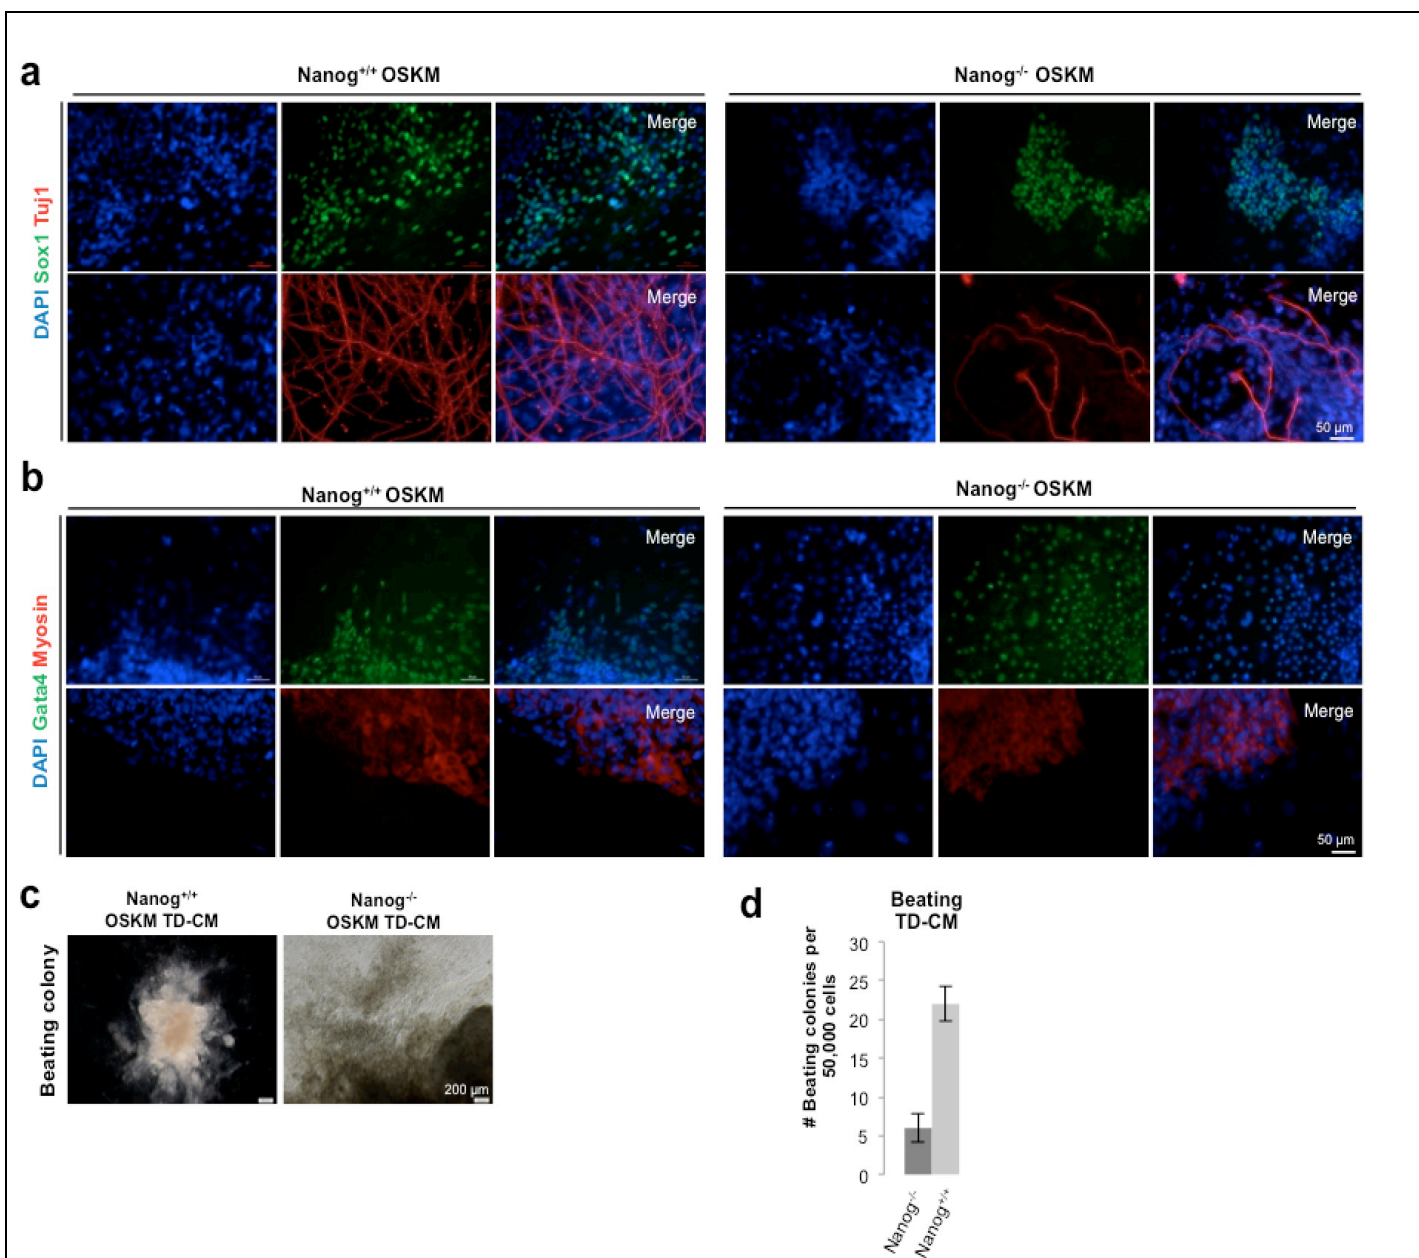 a
Nanog+/+ OSKM
Nanog-/- OSKM
DAPI Sox1 Tuj1
Merge
Merge
Merge
Merge
50 µm
b
Nanog+/+ OSKM
Nanog-/- OSKM
DAPI Gata4 Myosin
Merge
Merge
Merge
Merge
50 µm
c
Nanog+/+
OSKM TD-CM
Nanog-/-
OSKM TD-CM
Beating colony
200 µm
d
Beating
TD-CM
# Beating colonies per
50,000 cells
30
25
20
15
10
5
0
Nanog-/-
Nanog+/+